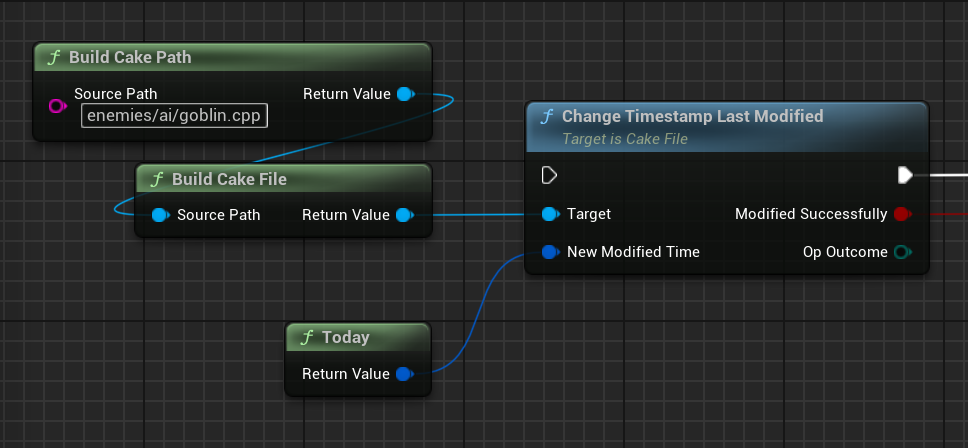 f Build Cake Path
Source Path
Return Value
enemies/ai/goblin.cpp
f Build Cake File
Source Path
Return Value
f Change Timestamp Last Modified
Target is Cake File
Target
Modified Successfully
New Modified Time
Op Outcome
f Today
Return Value